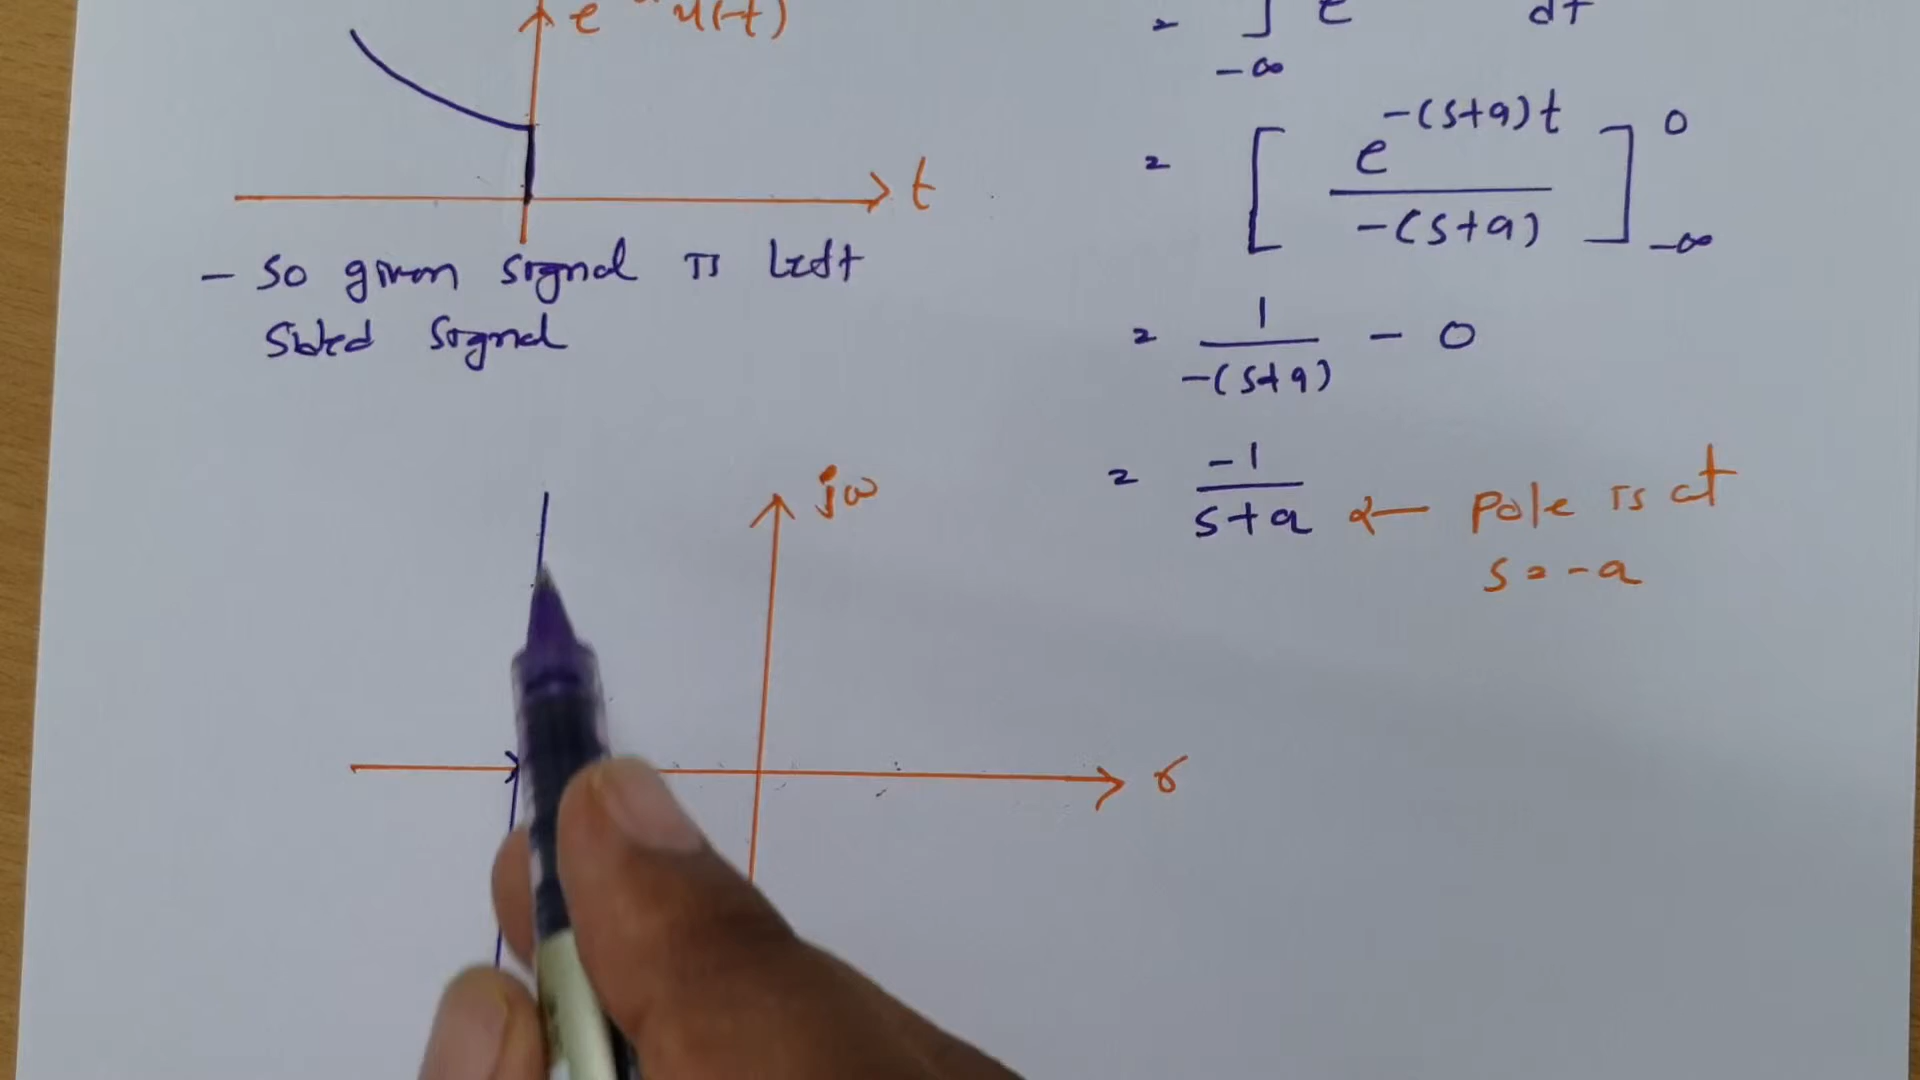 e u(-t)
t
- So given signal is left
sided signal
jω
σ
= ∫ e dt
-∞
= [ e^{-(s+a)t} / -(s+a) ]_{-∞}^{0}
= 1 / -(s+a) - 0
= -1 / s+a ← Pole is at
s = -a